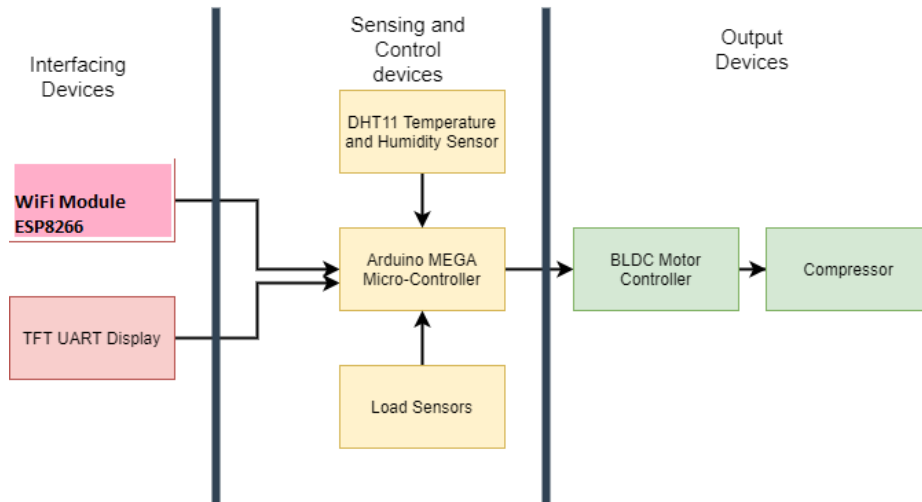 Interfacing
Devices
Sensing and
Control
devices
Output
Devices
DHT11 Temperature
and Humidity Sensor
WiFi Module
ESP8266
Arduino MEGA
Micro-Controller
BLDC Motor
Controller
Compressor
TFT UART Display
Load Sensors